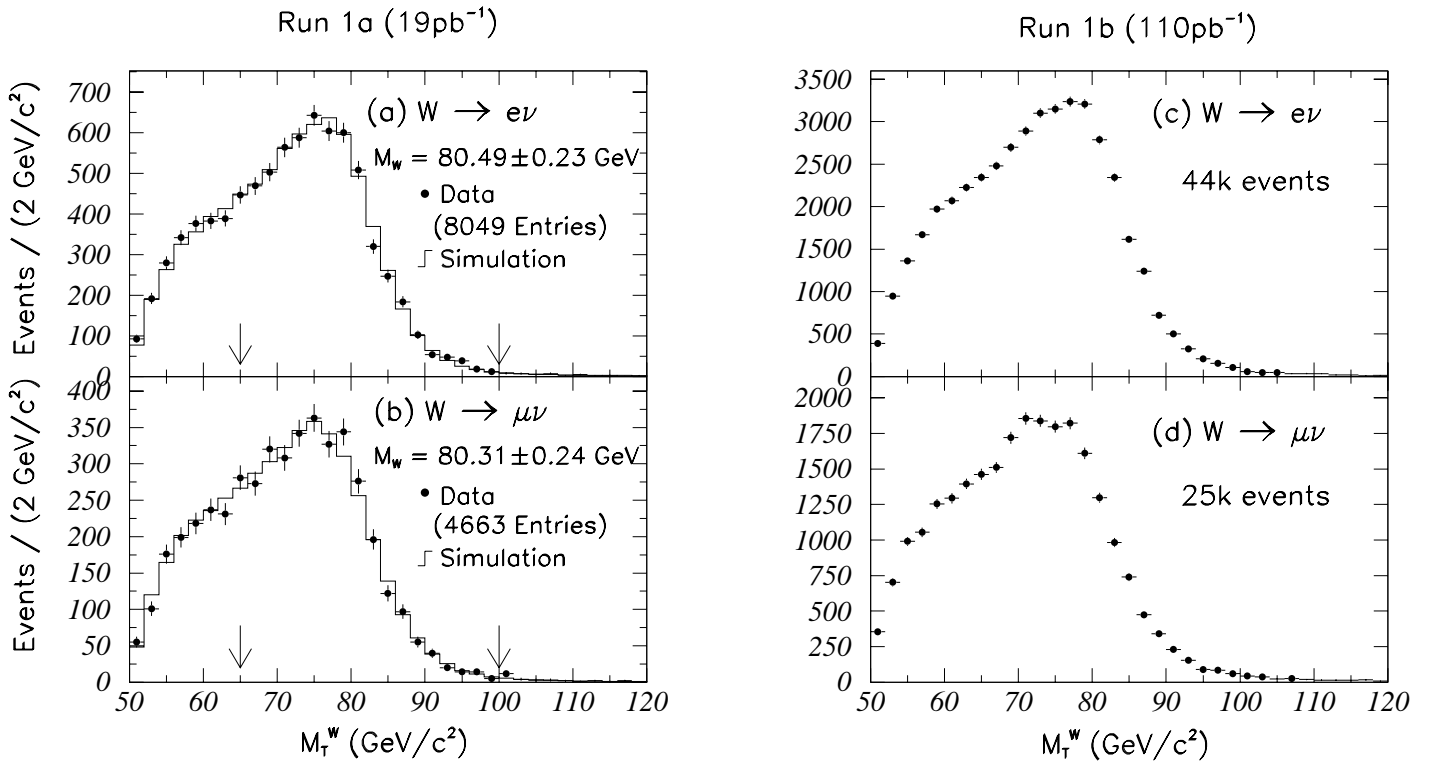 Run 1a (19pb⁻¹)
Run 1b (110pb⁻¹)
Events / (2 GeV/c²)
700
600
500
400
300
200
100
0
(a) W → eν
M_W = 80.49±0.23 GeV
Data
(8049 Entries)
Simulation
Events / (2 GeV/c²)
400
350
300
250
200
150
100
50
0
(b) W → μν
M_W = 80.31±0.24 GeV
Data
(4663 Entries)
Simulation
50 60 70 80 90 100 110 120
M_T^W (GeV/c²)
3500
3000
2500
2000
1500
1000
500
0
(c) W → eν
44k events
2000
1750
1500
1250
1000
750
500
250
0
(d) W → μν
25k events
50 60 70 80 90 100 110 120
M_T^W (GeV/c²)